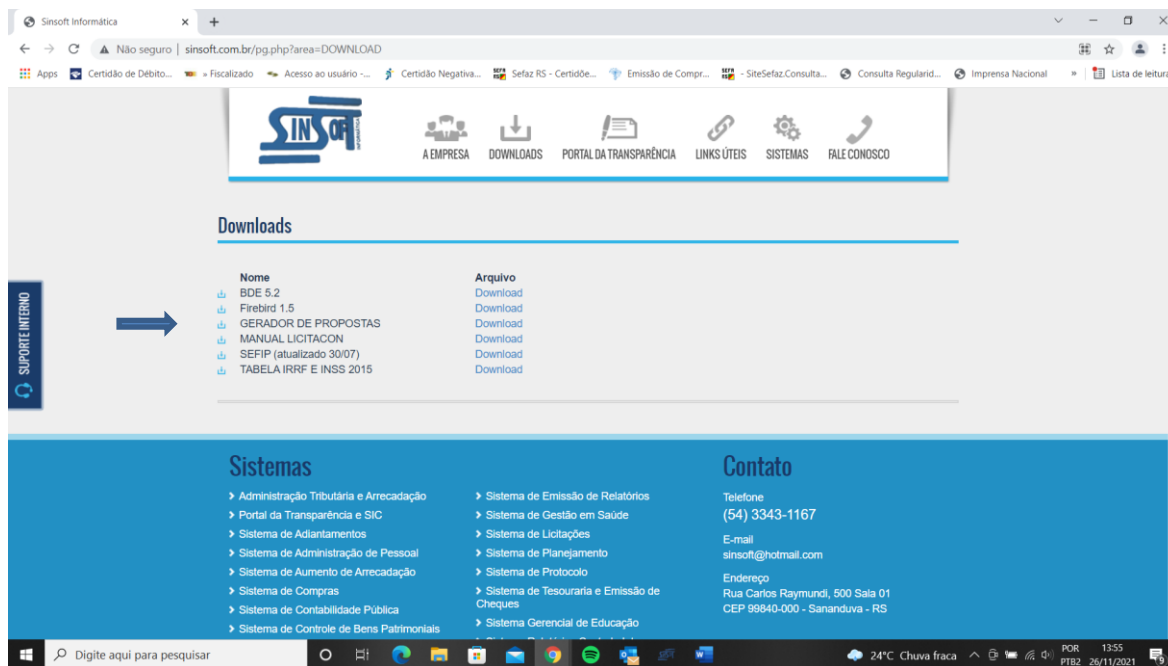 Sinsoft Informática
Não seguro | sinsoft.com.br/pg.php?area=DOWNLOAD
Apps Certidão de Débito... » Fiscalizado Acesso ao usuário -... Certidão Negativa... Sefaz RS - Certidõe... Emissão de Compr... - SiteSefaz.Consulta... Consulta Regularid... Imprensa Nacional » Lista de leitura
SINSOFT
INFORMÁTICA
A EMPRESA DOWNLOADS PORTAL DA TRANSPARÊNCIA LINKS ÚTEIS SISTEMAS FALE CONOSCO
Downloads
Nome Arquivo
BDE 5.2 Download
Firebird 1.5 Download
GERADOR DE PROPOSTAS Download
MANUAL LICITACON Download
SEFIP (atualizado 30/07) Download
TABELA IRRF E INSS 2015 Download
SUPORTE INTERNO
Sistemas
Administração Tributária e Arrecadação
Portal da Transparência e SIC
Sistema de Adiantamentos
Sistema de Administração de Pessoal
Sistema de Aumento de Arrecadação
Sistema de Compras
Sistema de Contabilidade Pública
Sistema de Controle de Bens Patrimoniais
Sistema de Emissão de Relatórios
Sistema de Gestão em Saúde
Sistema de Licitações
Sistema de Planejamento
Sistema de Protocolo
Sistema de Tesouraria e Emissão de
Cheques
Sistema Gerencial de Educação
Contato
Telefone
(54) 3343-1167
E-mail
sinsoft@hotmail.com
Endereço
Rua Carlos Raymundi, 500 Sala 01
CEP 99840-000 - Sananduva - RS
Digite aqui para pesquisar
24°C Chuva fraca
POR
PTB2
13:55
26/11/2021